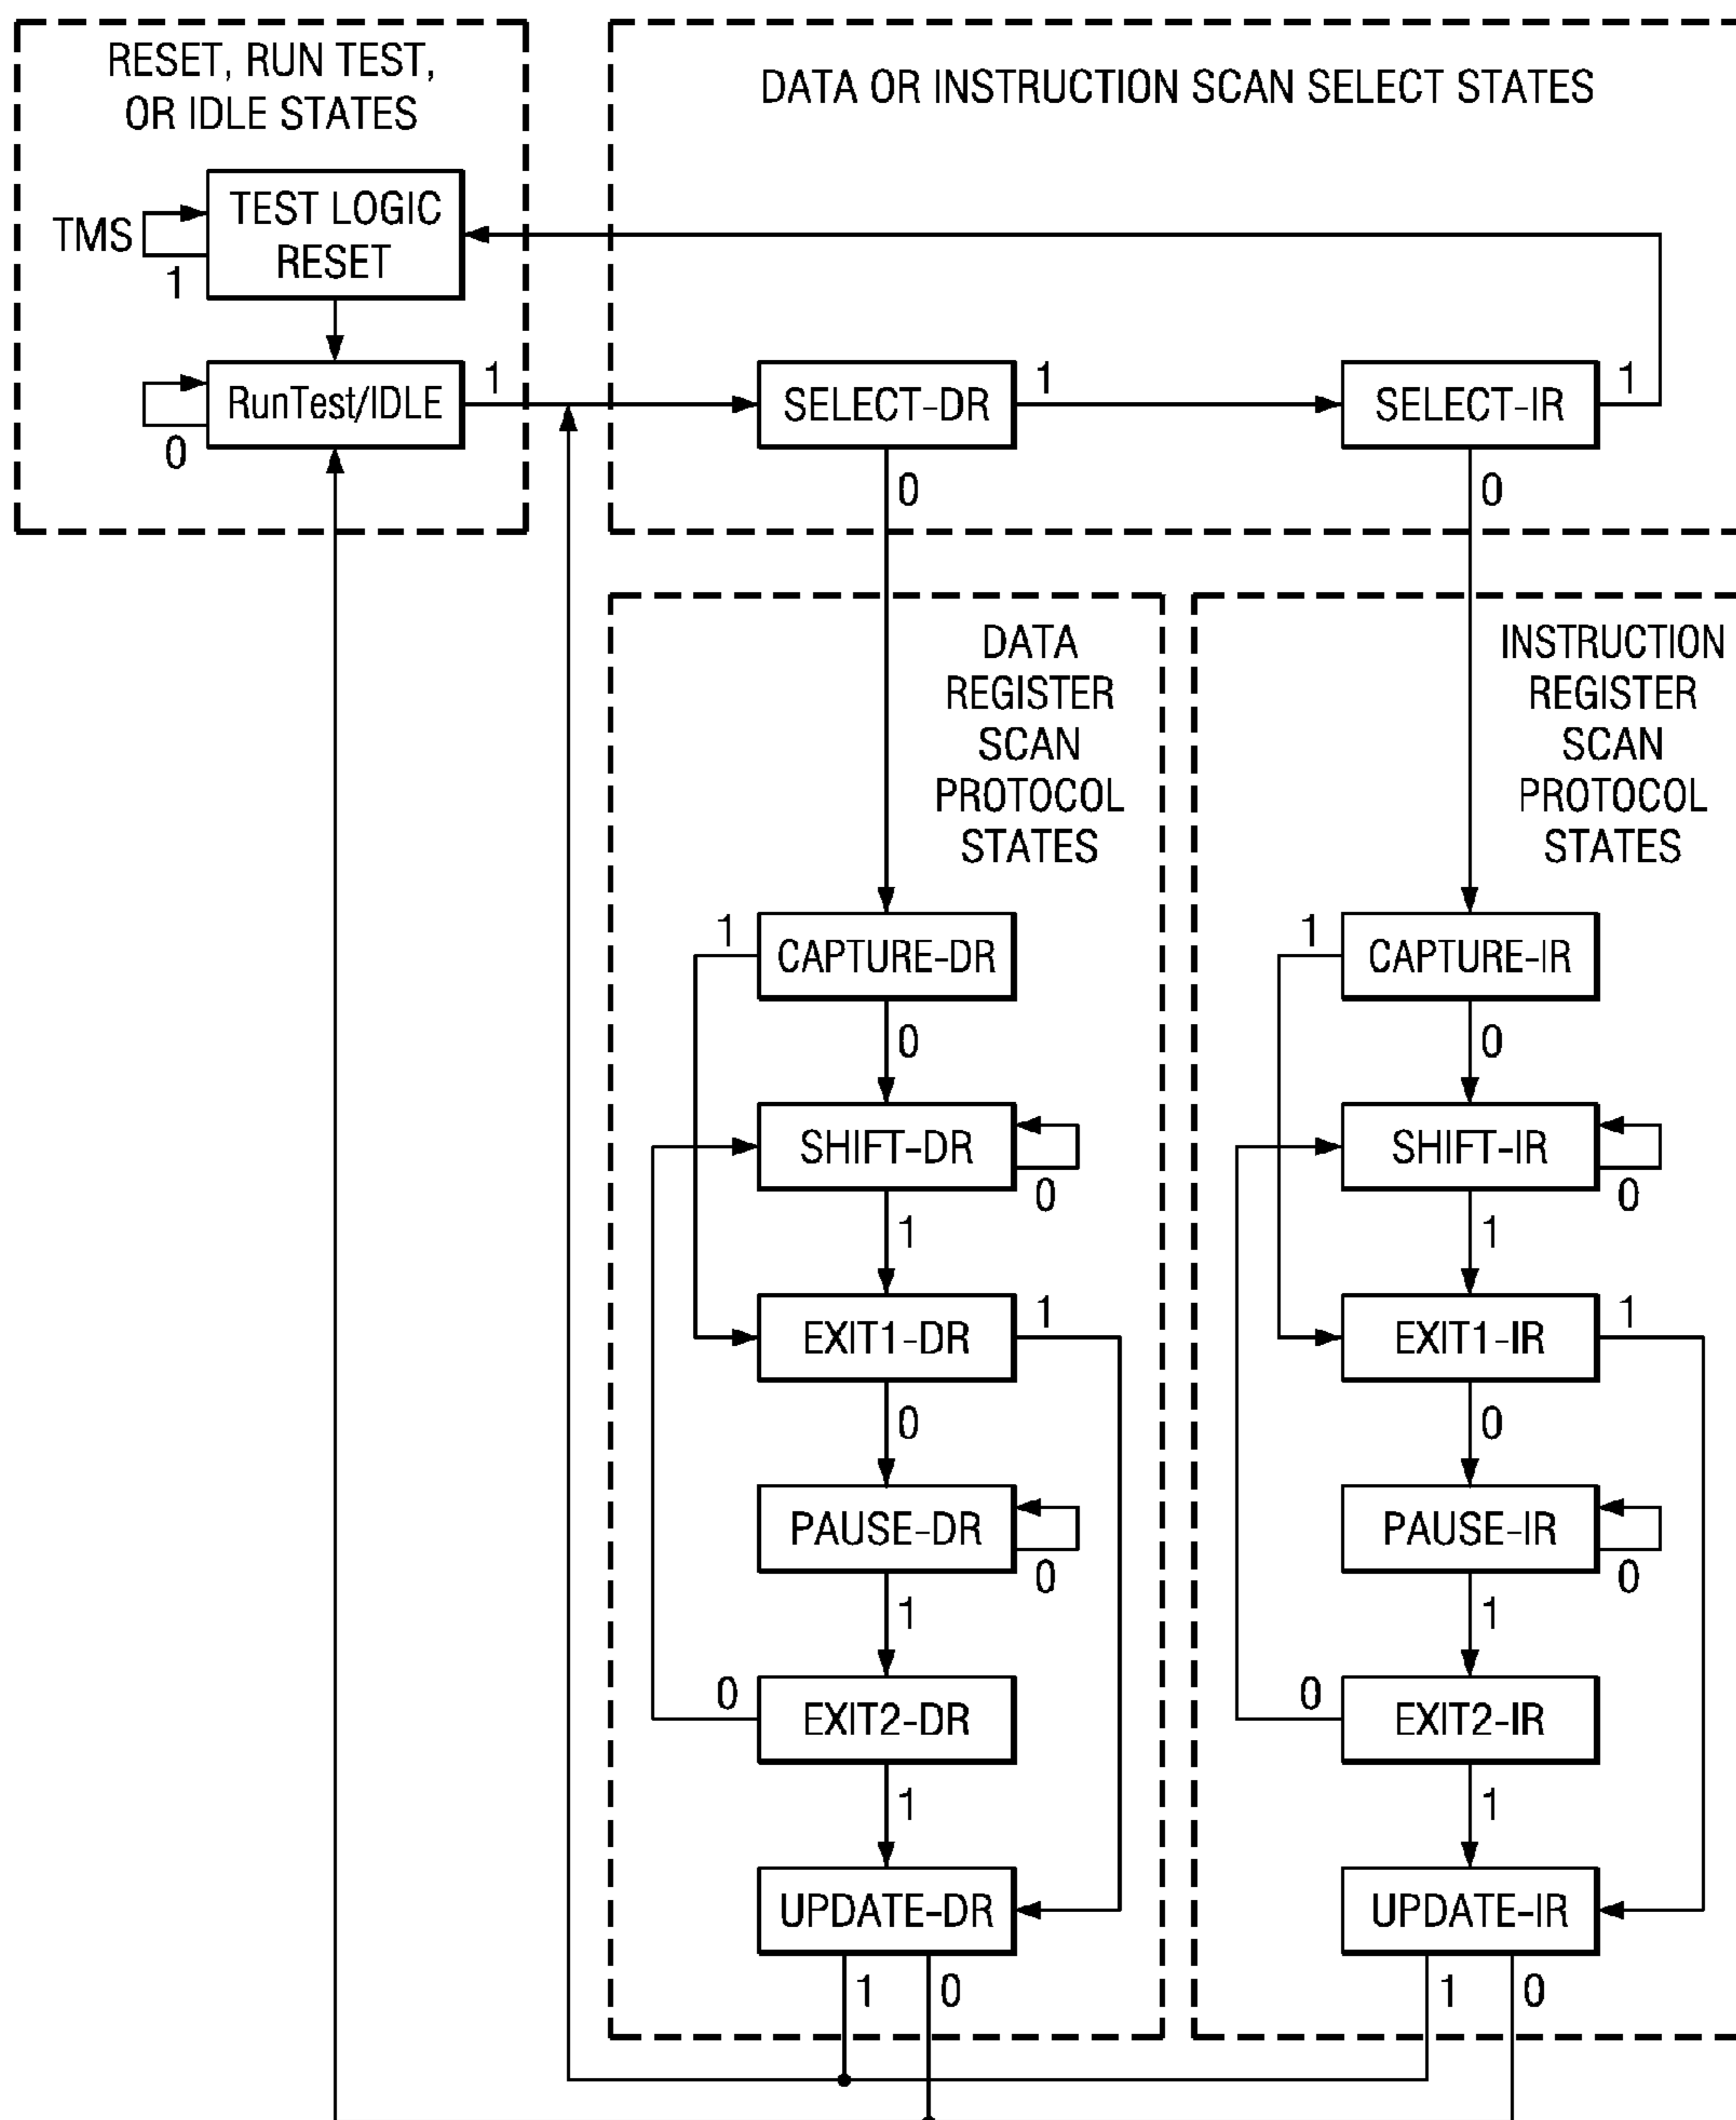 RESET, RUN TEST,
OR IDLE STATES
DATA OR INSTRUCTION SCAN SELECT STATES
TMS
TEST LOGIC
RESET
1
RunTest/IDLE
1
0
SELECT-DR
1
0
SELECT-IR
1
0
DATA
REGISTER
SCAN
PROTOCOL
STATES
1
CAPTURE-DR
0
SHIFT-DR
0
1
EXIT1-DR
1
0
PAUSE-DR
0
1
0
EXIT2-DR
1
UPDATE-DR
1
0
INSTRUCTION
REGISTER
SCAN
PROTOCOL
STATES
1
CAPTURE-IR
0
SHIFT-IR
0
1
EXIT1-IR
1
0
PAUSE-IR
0
1
0
EXIT2-IR
1
UPDATE-IR
1
0